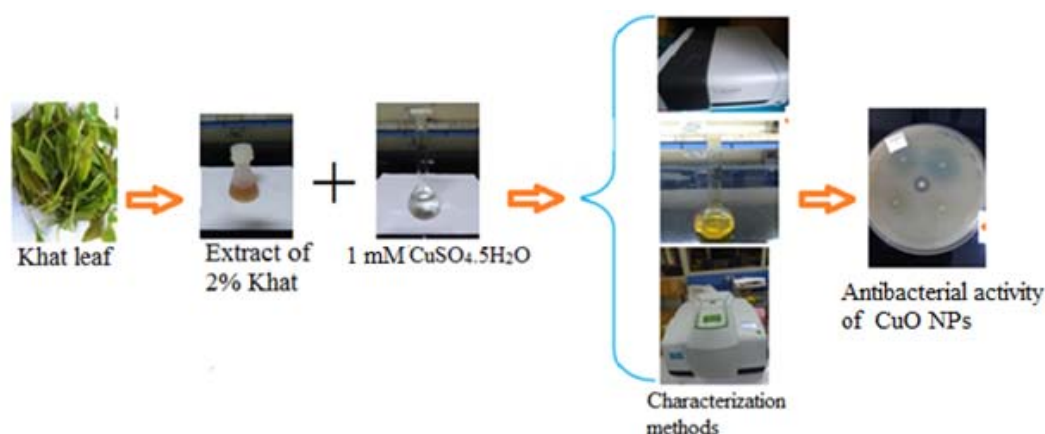 Khat leaf
Extract of
2% Khat
+
1 mM CuSO₄.5H₂O
Characterization
methods
Antibacterial activity
of CuO NPs